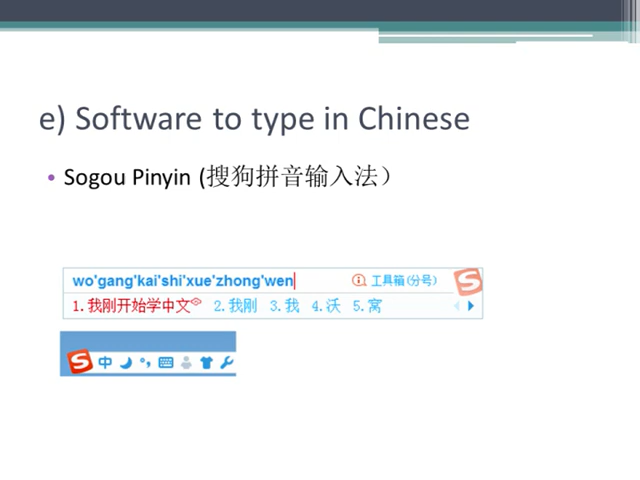 e) Software to type in Chinese
• Sogou Pinyin (搜狗拼音输入法）
wo'gang'kai'shi'xue'zhong'wen 工具箱(分号)
1.我刚开始学中文 2.我刚 3.我 4.沃 5.窝
S 中